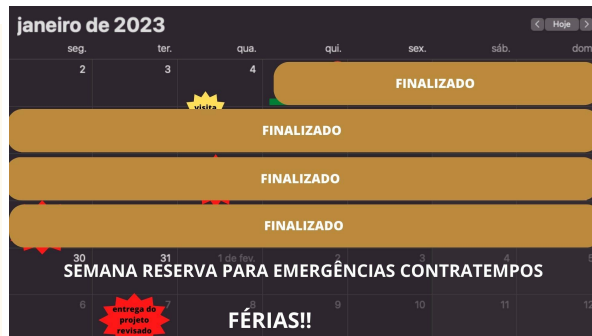 janeiro de 2023
Hoje
seg. ter. qua. qui. sex. sáb. dom
2 3 4
FINALIZADO
visita
FINALIZADO
FINALIZADO
FINALIZADO
30 31 1 de fev. 2 3 4 5
SEMANA RESERVA PARA EMERGÊNCIAS CONTRATEMPOS
6 7 8 9 10 11 12
entrega do
projeto
revisado
FÉRIAS!!